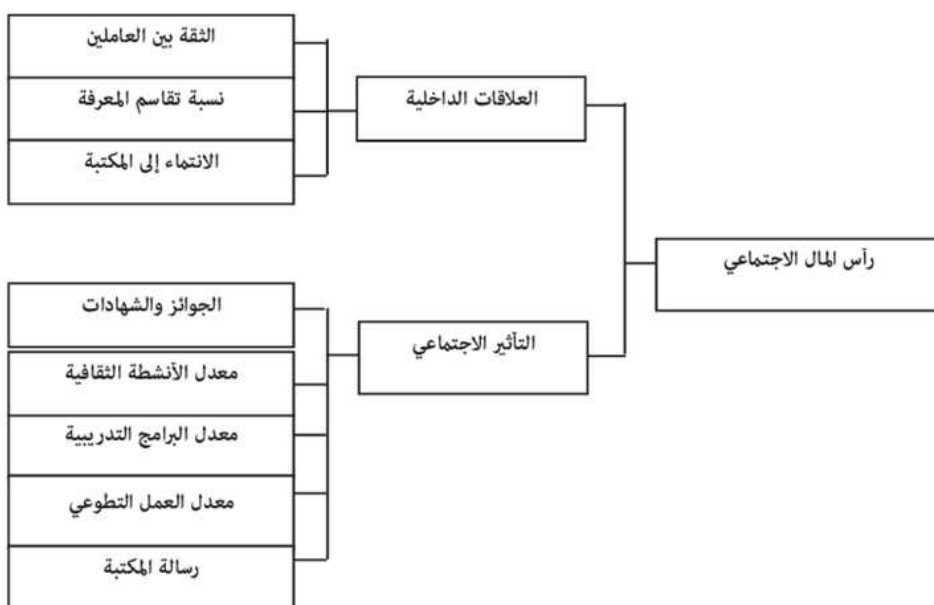 رأس المال الاجتماعي
العلاقات الداخلية
الثقة بين العاملين
نسبة تقاسم المعرفة
الانتماء إلى المكتبة
التأثير الاجتماعي
الجوائز والشهادات
معدل الأنشطة الثقافية
معدل البرامج التدريبية
معدل العمل التطوعي
رسالة المكتبة